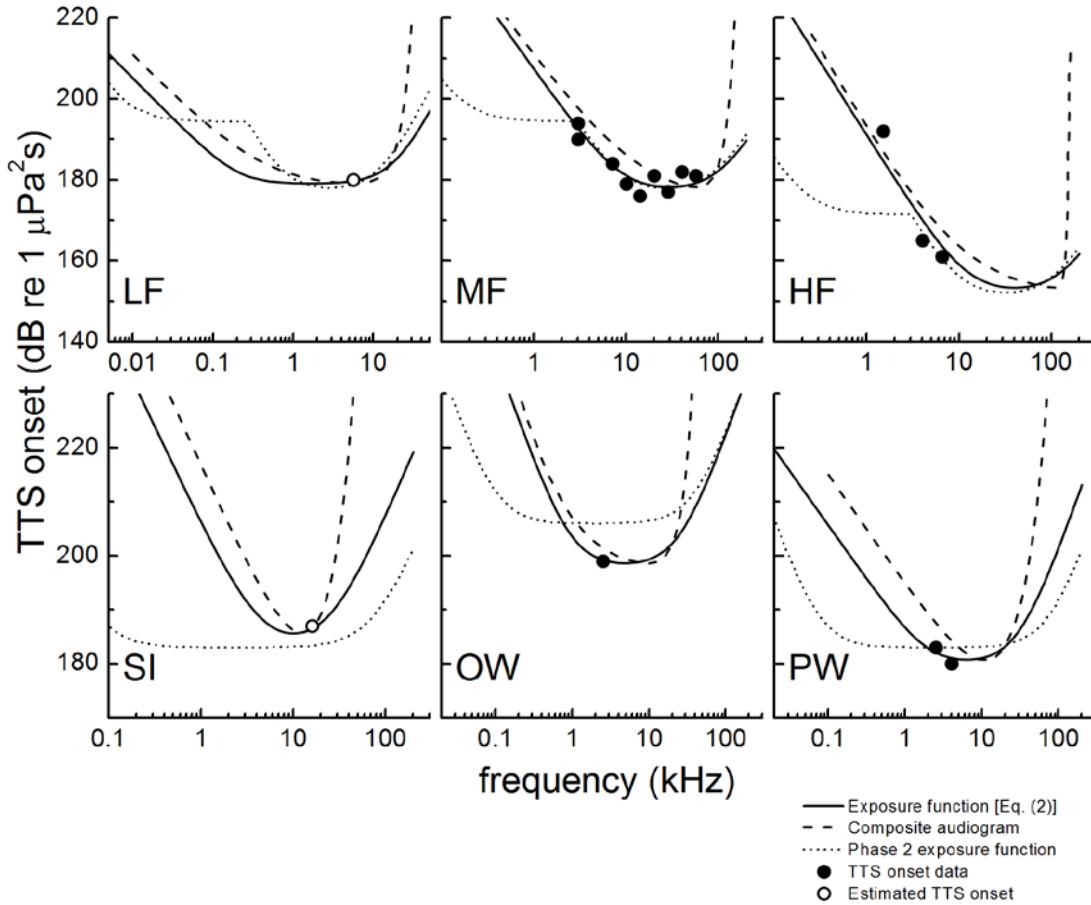 TTS onset (dB re 1 μPa²s)
220
200
180
160
140
LF
MF
HF
0.01 0.1 1 10
1 10 100
1 10 100
220
200
180
SI
OW
PW
0.1 1 10 100
0.1 1 10 100
0.1 1 10 100
frequency (kHz)
Exposure function [Eq. (2)]
Composite audiogram
Phase 2 exposure function
TTS onset data
Estimated TTS onset